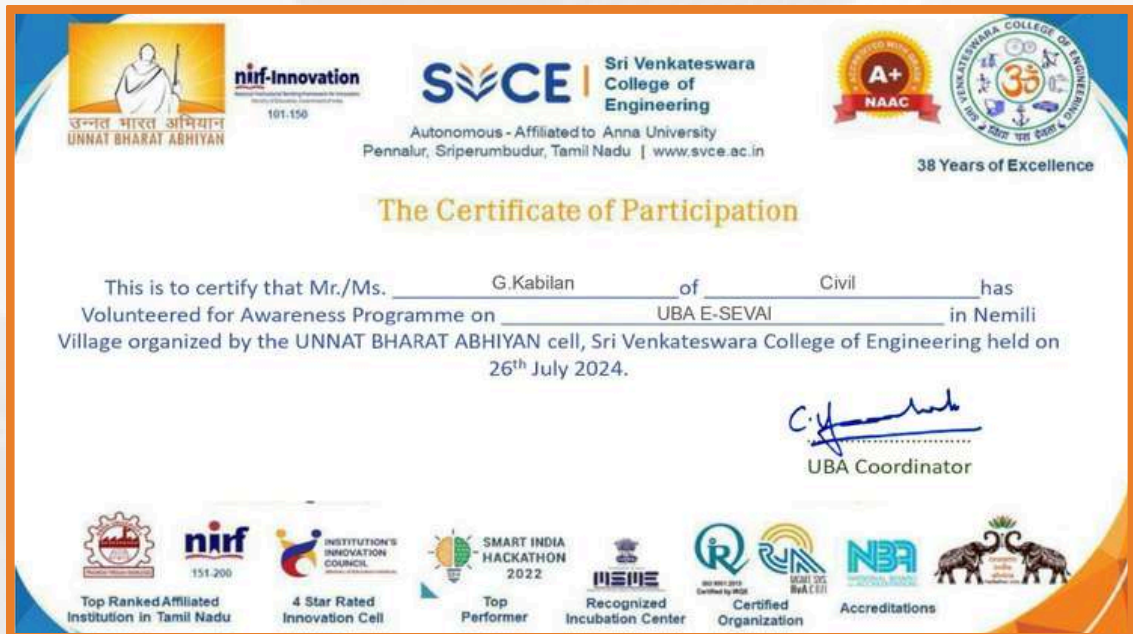 उन्नत भारत अभियान
UNNAT BHARAT ABHIYAN
nirf-Innovation
101-150
SVCE
Sri Venkateswara
College of
Engineering
Autonomous - Affiliated to Anna University
Pennalur, Sriperumbudur, Tamil Nadu | www.svce.ac.in
ACCREDITED WITH GRADE
A+
NAAC
SRI VENKATESWARA COLLEGE OF ENGINEERING
38 Years of Excellence
The Certificate of Participation
This is to certify that Mr./Ms. G.Kabilan of Civil has
Volunteered for Awareness Programme on UBA E-SEVAI in Nemili
Village organized by the UNNAT BHARAT ABHIYAN cell, Sri Venkateswara College of Engineering held on
26th July 2024.
UBA Coordinator
nirf
151-200
INSTITUTION'S
INNOVATION
COUNCIL
SMART INDIA
HACKATHON
2022
MSME
NBA
Top Ranked Affiliated
Institution in Tamil Nadu
4 Star Rated
Innovation Cell
Top
Performer
Recognized
Incubation Center
Certified
Organization
Accreditations